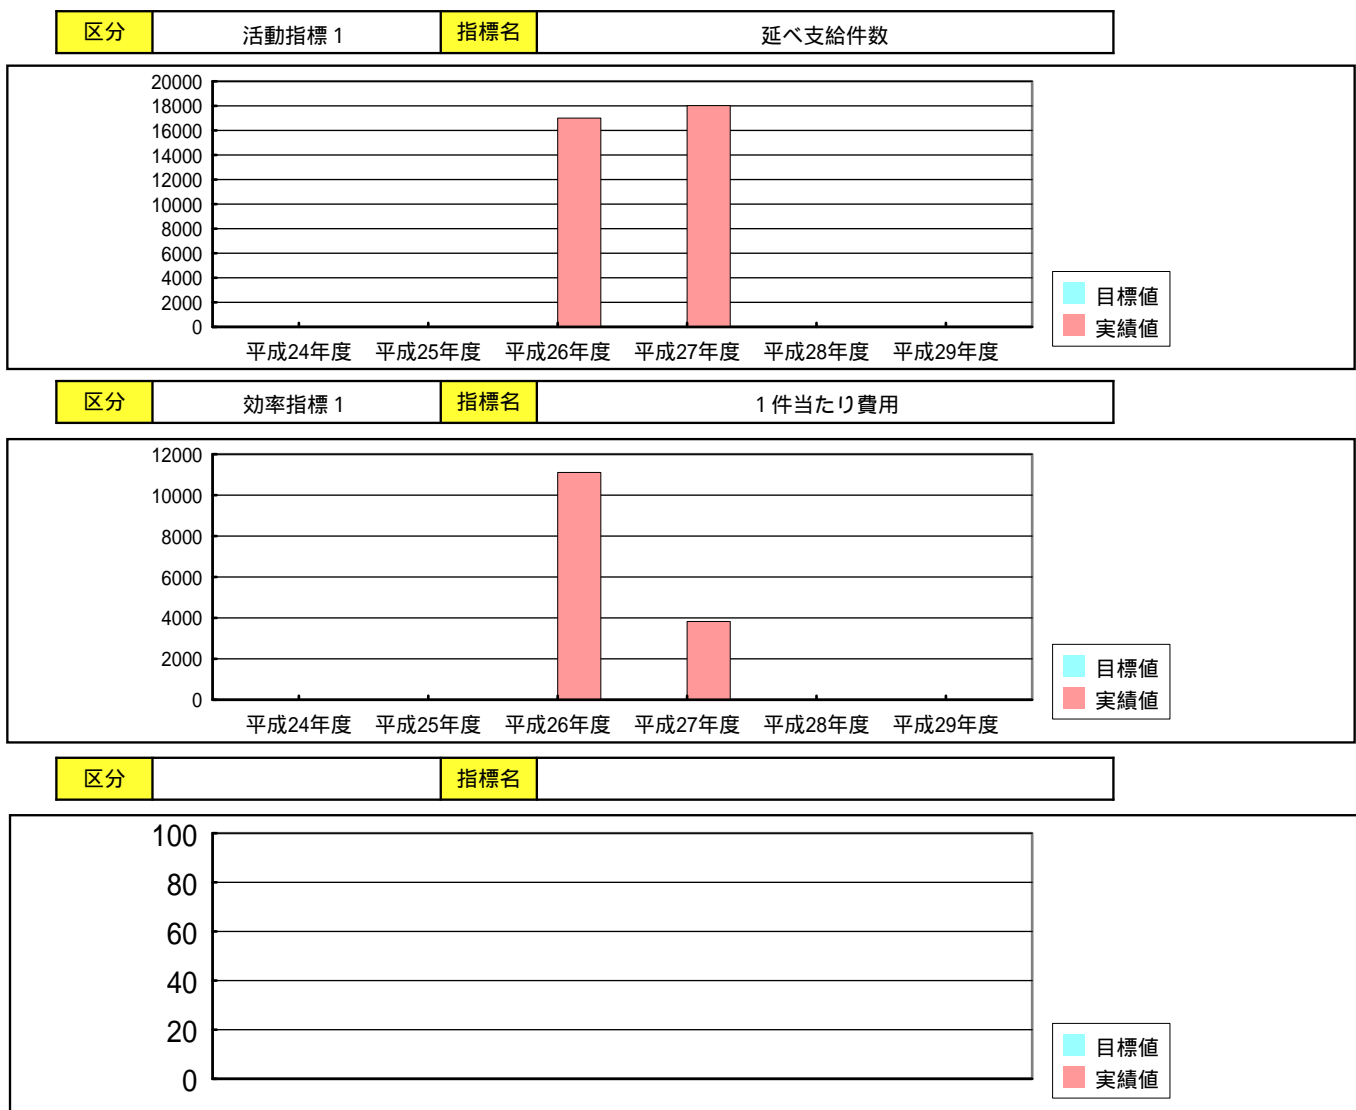 区分 活動指標1 指標名 延べ支給件数
20000
18000
16000
14000
12000
10000
8000
6000
4000
2000
0
平成24年度 平成25年度 平成26年度 平成27年度 平成28年度 平成29年度
目標値
実績値
区分 効率指標1 指標名 1件当たり費用
12000
10000
8000
6000
4000
2000
0
平成24年度 平成25年度 平成26年度 平成27年度 平成28年度 平成29年度
目標値
実績値
区分 指標名
100
80
60
40
20
0
目標値
実績値